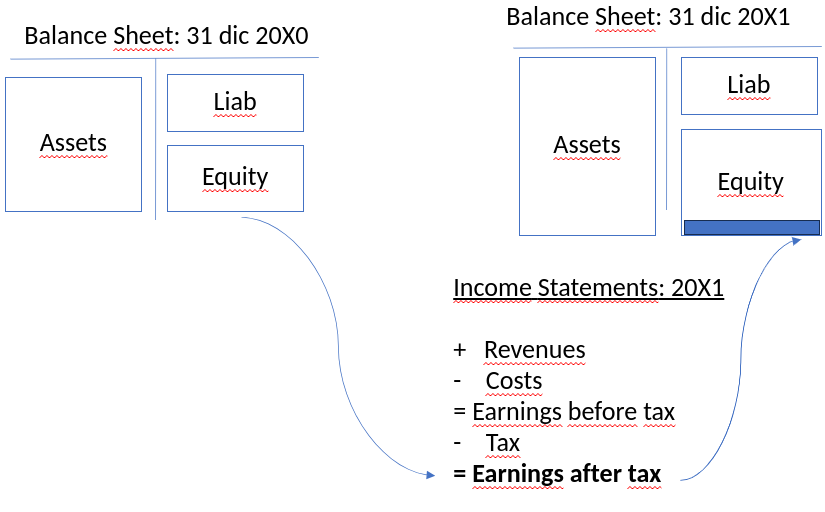 Balance Sheet: 31 dic 20X0
Assets
Liab
Equity
Balance Sheet: 31 dic 20X1
Assets
Liab
Equity
Income Statements: 20X1
+ Revenues
- Costs
= Earnings before tax
- Tax
= Earnings after tax